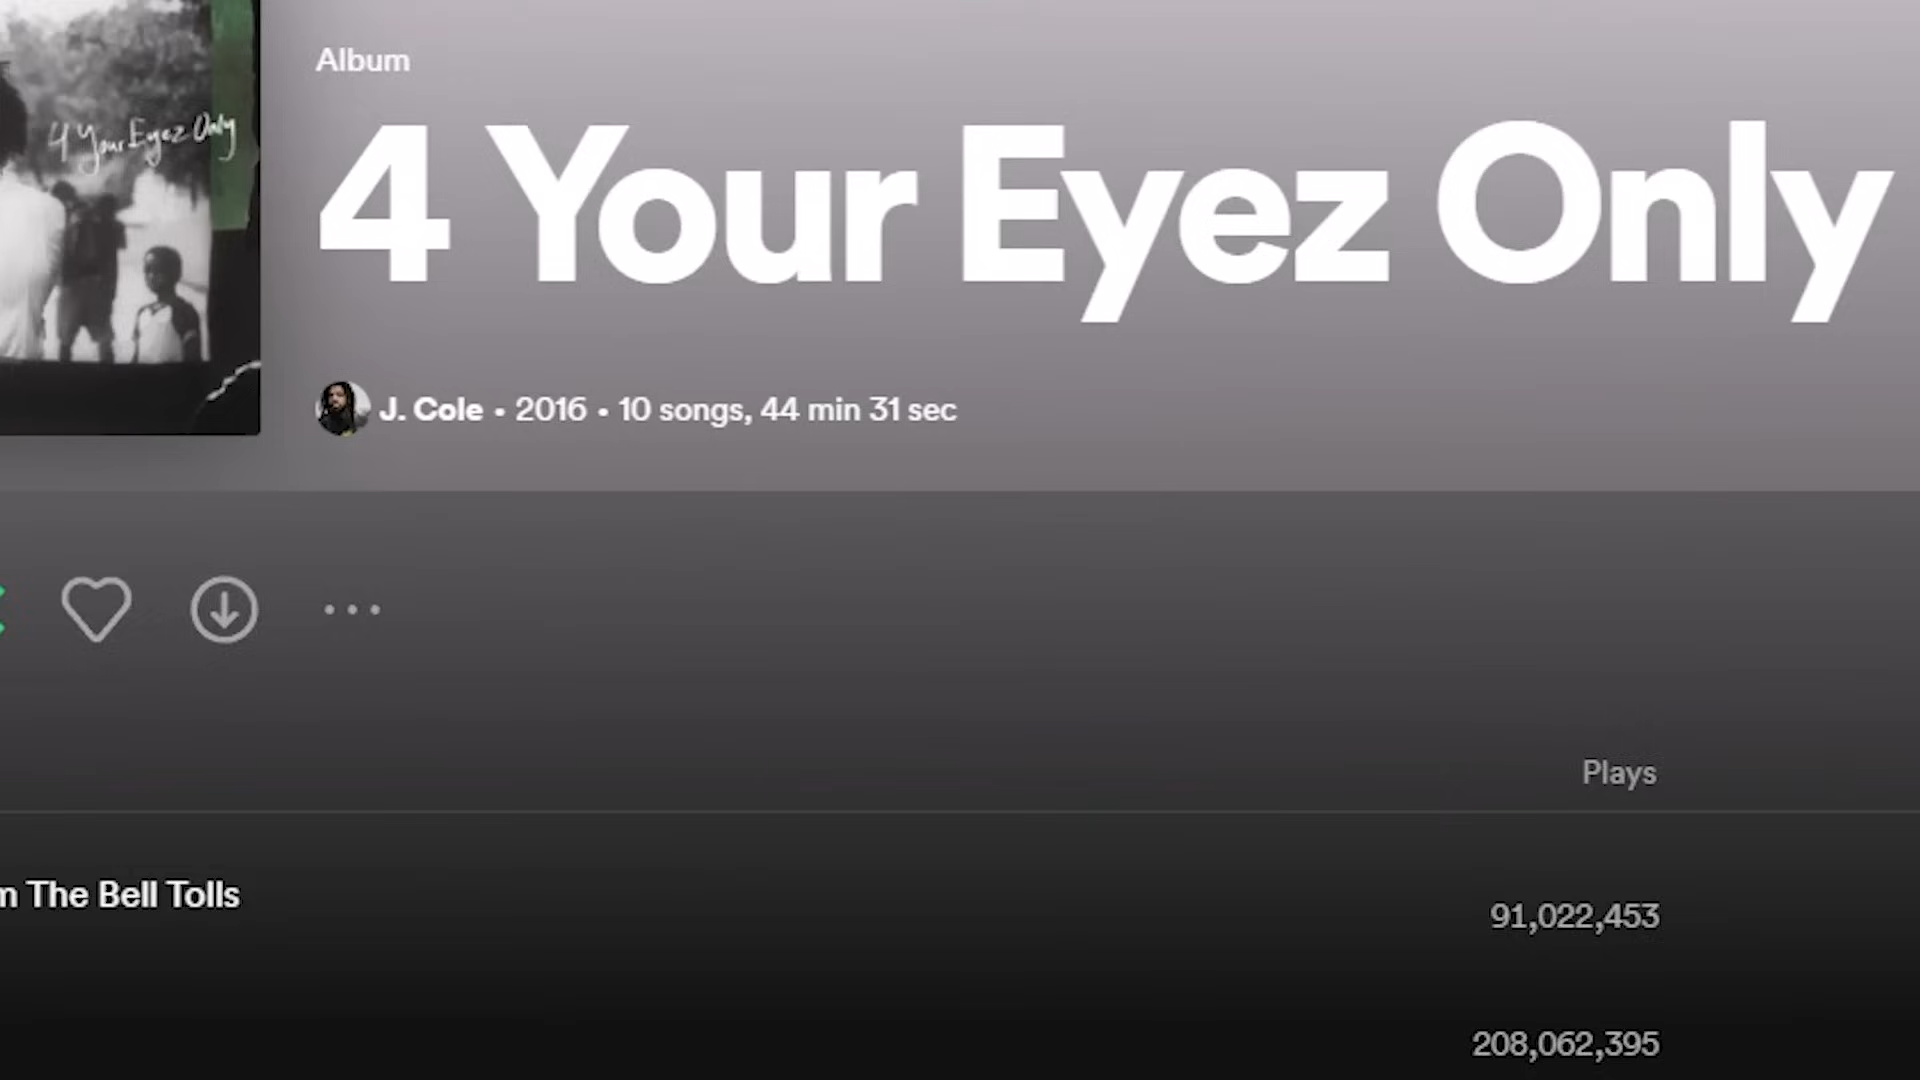 Album
4 Your Eyez Only
4 Your Eyez Only
J. Cole • 2016 • 10 songs, 44 min 31 sec
Plays
The Bell Tolls
91,022,453
208,062,395